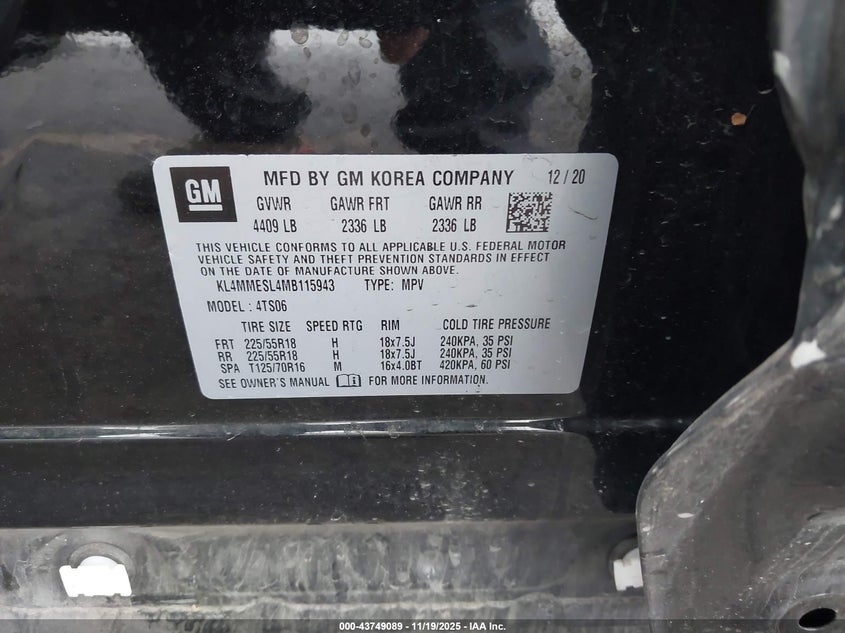 GM
MFD BY GM KOREA COMPANY 12/20
GVWR GAWR FRT GAWR RR
4409 LB 2336 LB 2336 LB
THIS VEHICLE CONFORMS TO ALL APPLICABLE U.S. FEDERAL MOTOR
VEHICLE SAFETY AND THEFT PREVENTION STANDARDS IN EFFECT
ON THE DATE OF MANUFACTURE SHOWN ABOVE.
KL4MMESL4MB115943 TYPE: MPV
MODEL: 4TS06
TIRE SIZE SPEED RTG RIM COLD TIRE PRESSURE
FRT 225/55R18 H 18x7.5J 240KPA, 35 PSI
RR 225/55R18 H 18x7.5J 240KPA, 35 PSI
SPA T125/70R16 M 16x4.0BT 420KPA, 60 PSI
SEE OWNER'S MANUAL FOR MORE INFORMATION.
000-43749089 - 11/19/2025 - IAA Inc.